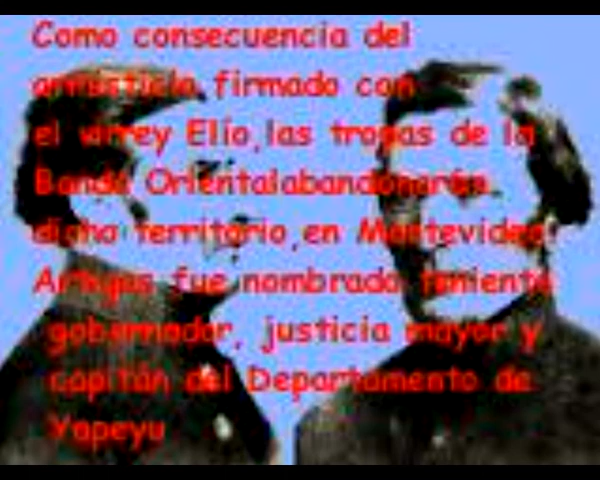 Como consecuencia del
armisticio firmado con
el virrey Elío,las tropas de la
Banda Orientalabandonarón
dicho territorio,en Montevideo.
Artigas fue nombrado teniente
gobernador, justicia mayor y
capitán del Departamento de
Yapeyu